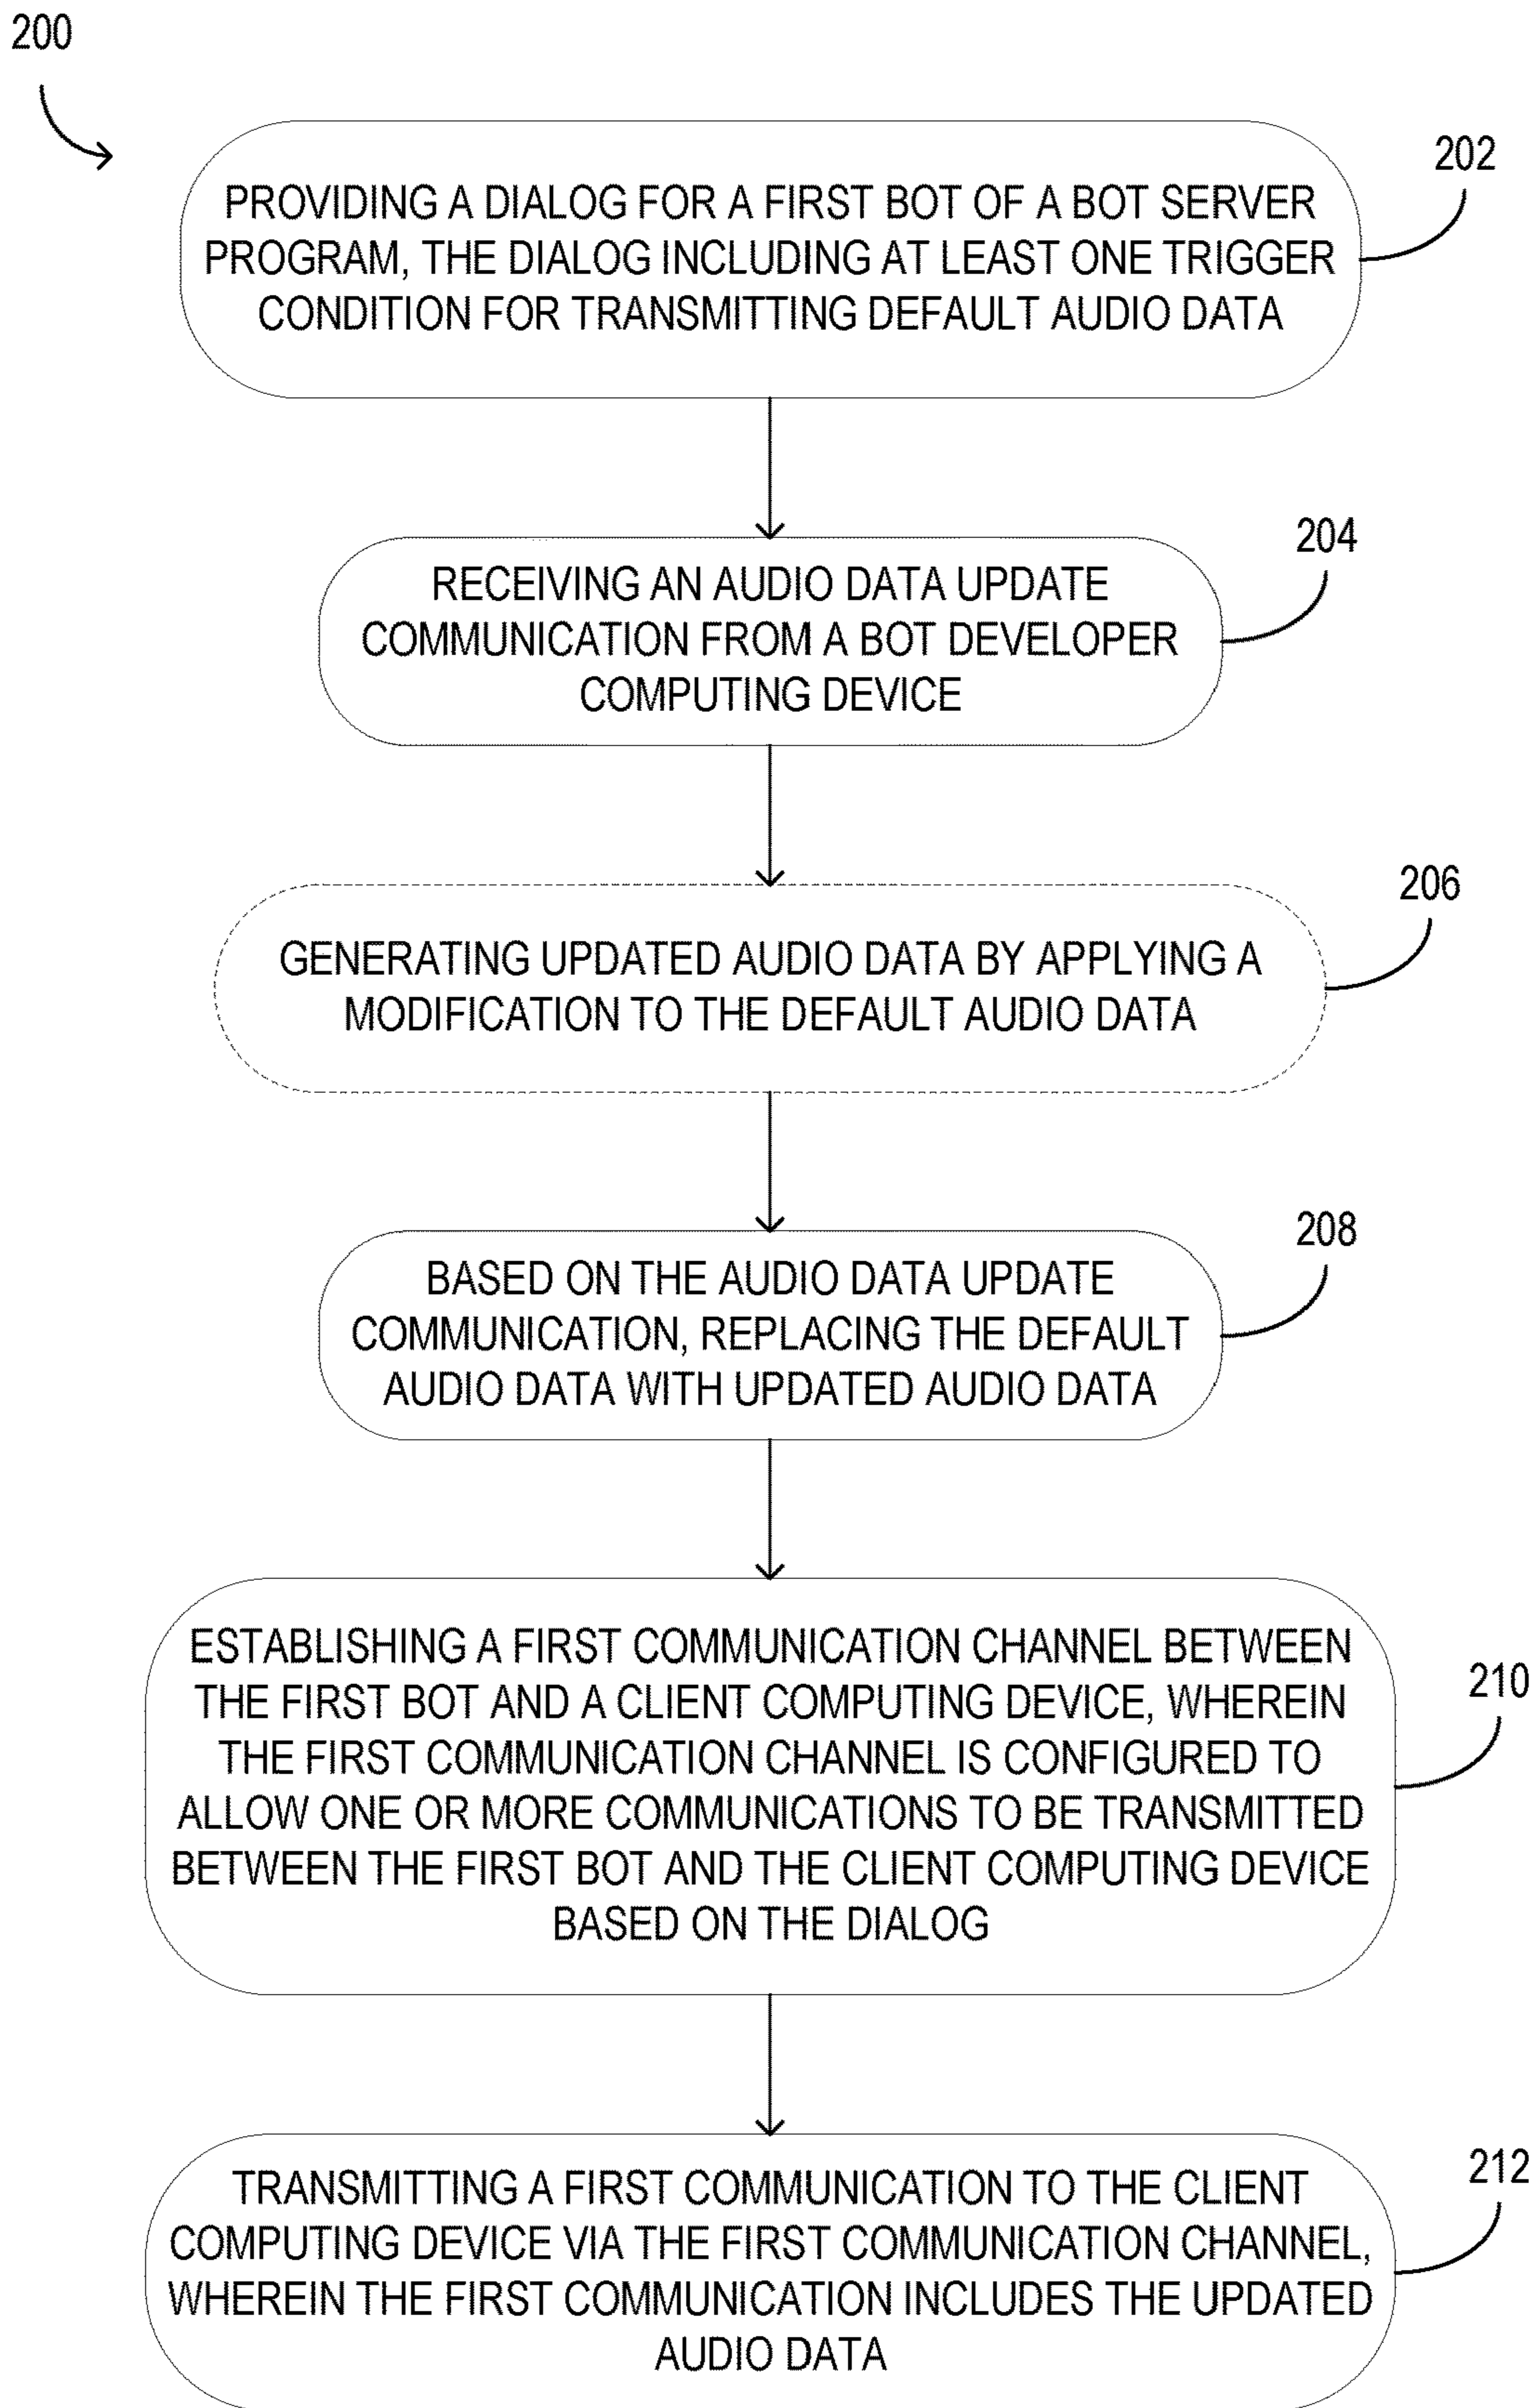 200
202
PROVIDING A DIALOG FOR A FIRST BOT OF A BOT SERVER
PROGRAM, THE DIALOG INCLUDING AT LEAST ONE TRIGGER
CONDITION FOR TRANSMITTING DEFAULT AUDIO DATA
204
RECEIVING AN AUDIO DATA UPDATE
COMMUNICATION FROM A BOT DEVELOPER
COMPUTING DEVICE
206
GENERATING UPDATED AUDIO DATA BY APPLYING A
MODIFICATION TO THE DEFAULT AUDIO DATA
208
BASED ON THE AUDIO DATA UPDATE
COMMUNICATION, REPLACING THE DEFAULT
AUDIO DATA WITH UPDATED AUDIO DATA
210
ESTABLISHING A FIRST COMMUNICATION CHANNEL BETWEEN
THE FIRST BOT AND A CLIENT COMPUTING DEVICE, WHEREIN
THE FIRST COMMUNICATION CHANNEL IS CONFIGURED TO
ALLOW ONE OR MORE COMMUNICATIONS TO BE TRANSMITTED
BETWEEN THE FIRST BOT AND THE CLIENT COMPUTING DEVICE
BASED ON THE DIALOG
212
TRANSMITTING A FIRST COMMUNICATION TO THE CLIENT
COMPUTING DEVICE VIA THE FIRST COMMUNICATION CHANNEL,
WHEREIN THE FIRST COMMUNICATION INCLUDES THE UPDATED
AUDIO DATA